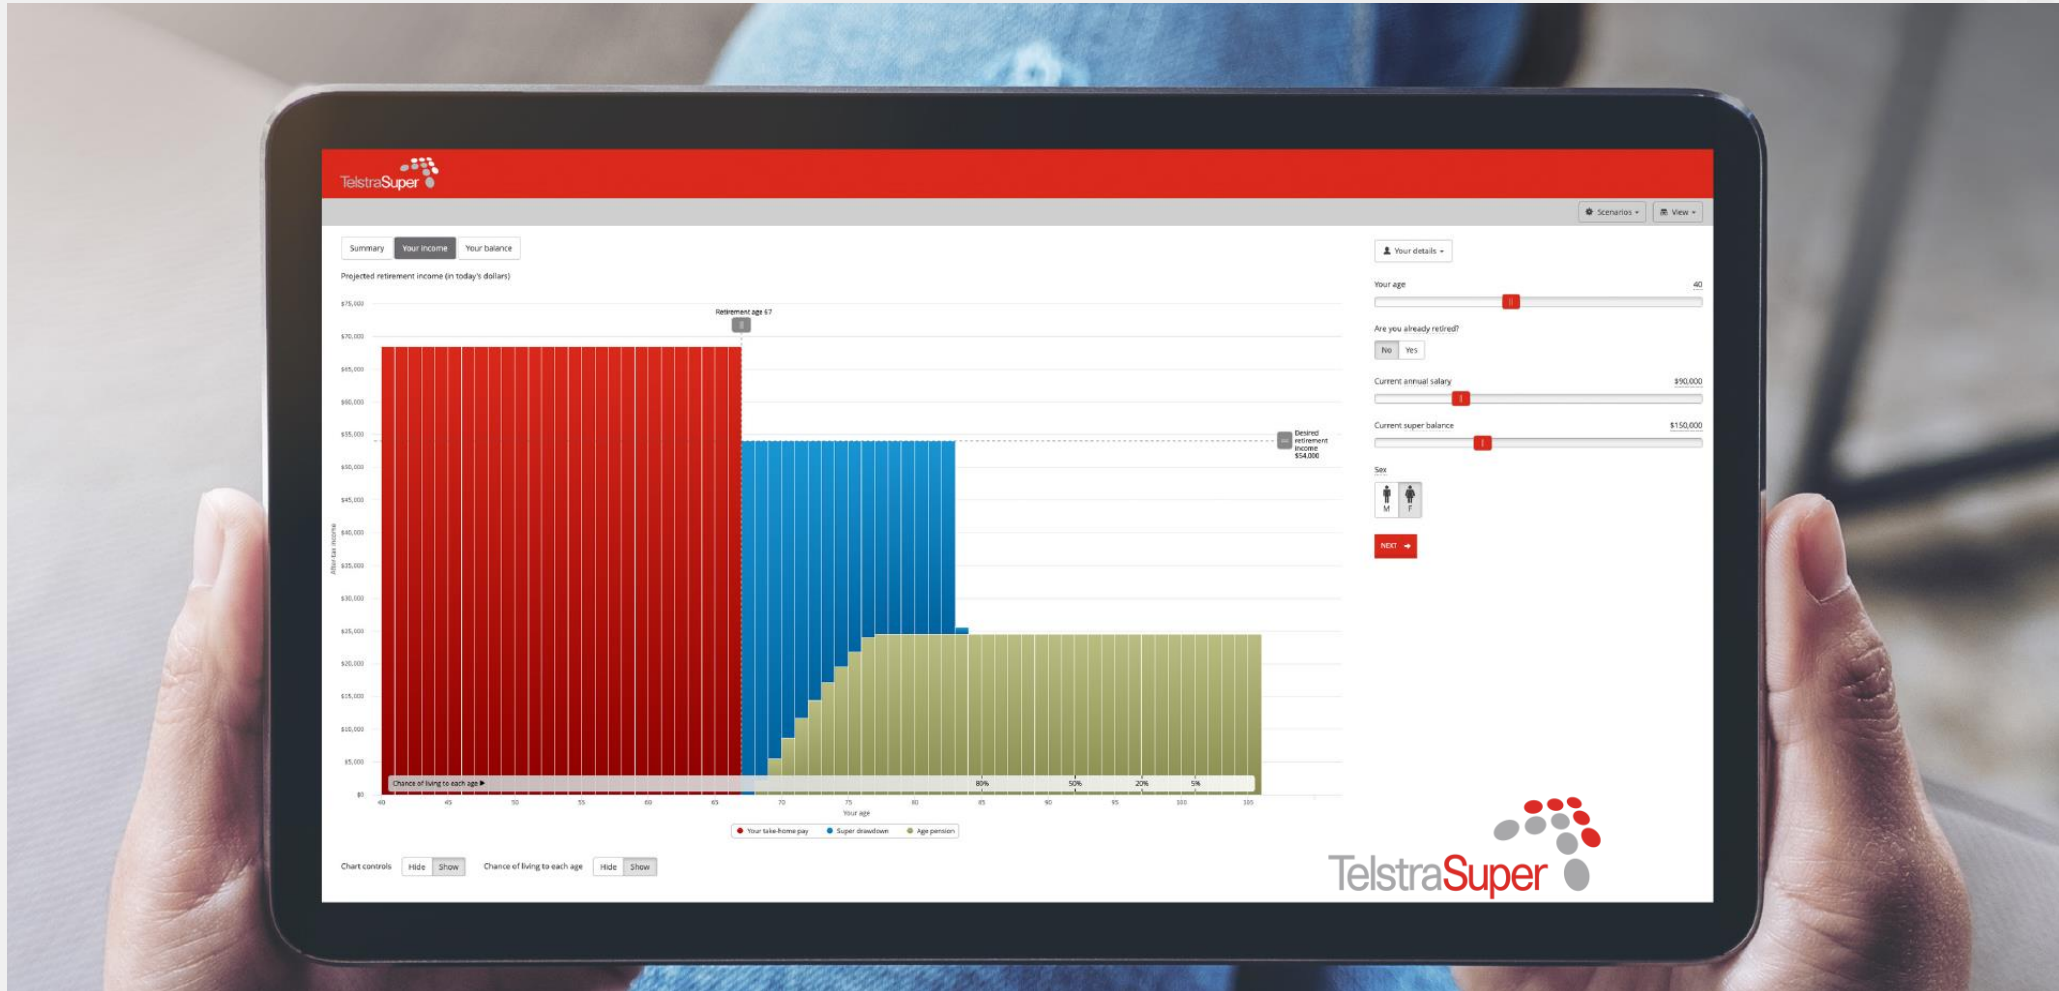 TelstraSuper
Scenarios
View
Summary
Your income
Your balance
Your details
Projected retirement income (in today's dollars)
Your age
40
$75,000
Retirement age 67
$70,000
Are you already retired?
No
Yes
$65,000
Current annual salary
$90,000
$60,000
Current super balance
$150,000
$55,000
Desired
retirement
income
$54,000
$50,000
Sex
M
F
$45,000
$40,000
NEXT
After-tax income
$35,000
$30,000
$25,000
$20,000
$15,000
$10,000
$5,000
Chance of living to each age
80%
50%
20%
5%
$0
40
45
50
55
60
65
70
75
80
85
90
95
100
105
Your age
Your take-home pay
Super drawdown
Age pension
Chart controls
Hide
Show
Chance of living to each age
Hide
Show
TelstraSuper